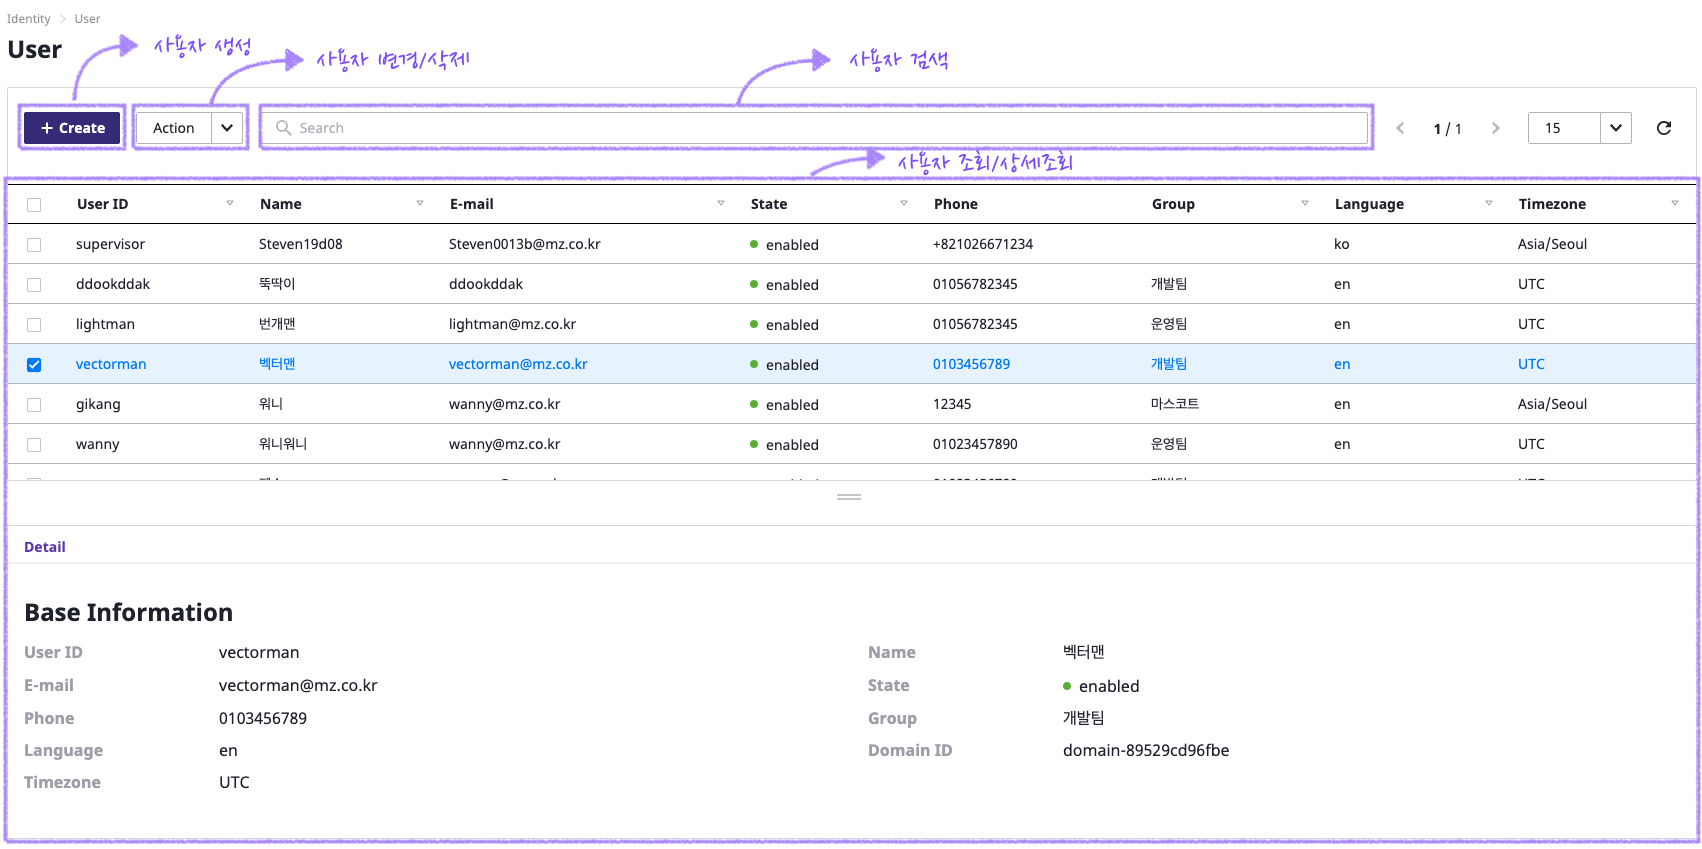 Identity > User
User
사용자 생성
사용자 변경/삭제
사용자 검색
+ Create
Action
Search
1 / 1
15
사용자 조회/상세조회
User ID Name E-mail State Phone Group Language Timezone
supervisor Steven19d08 Steven0013b@mz.co.kr enabled +821026671234 ko Asia/Seoul
ddookddak 뚝딱이 ddookddak enabled 01056782345 개발팀 en UTC
lightman 번개맨 lightman@mz.co.kr enabled 01056782345 운영팀 en UTC
vectorman 벡터맨 vectorman@mz.co.kr enabled 0103456789 개발팀 en UTC
gikang 워니 wanny@mz.co.kr enabled 12345 마스코트 en Asia/Seoul
wanny 워니워니 wanny@mz.co.kr enabled 01023457890 운영팀 en UTC
Detail
Base Information
User ID vectorman Name 벡터맨
E-mail vectorman@mz.co.kr State enabled
Phone 0103456789 Group 개발팀
Language en Domain ID domain-89529cd96fbe
Timezone UTC